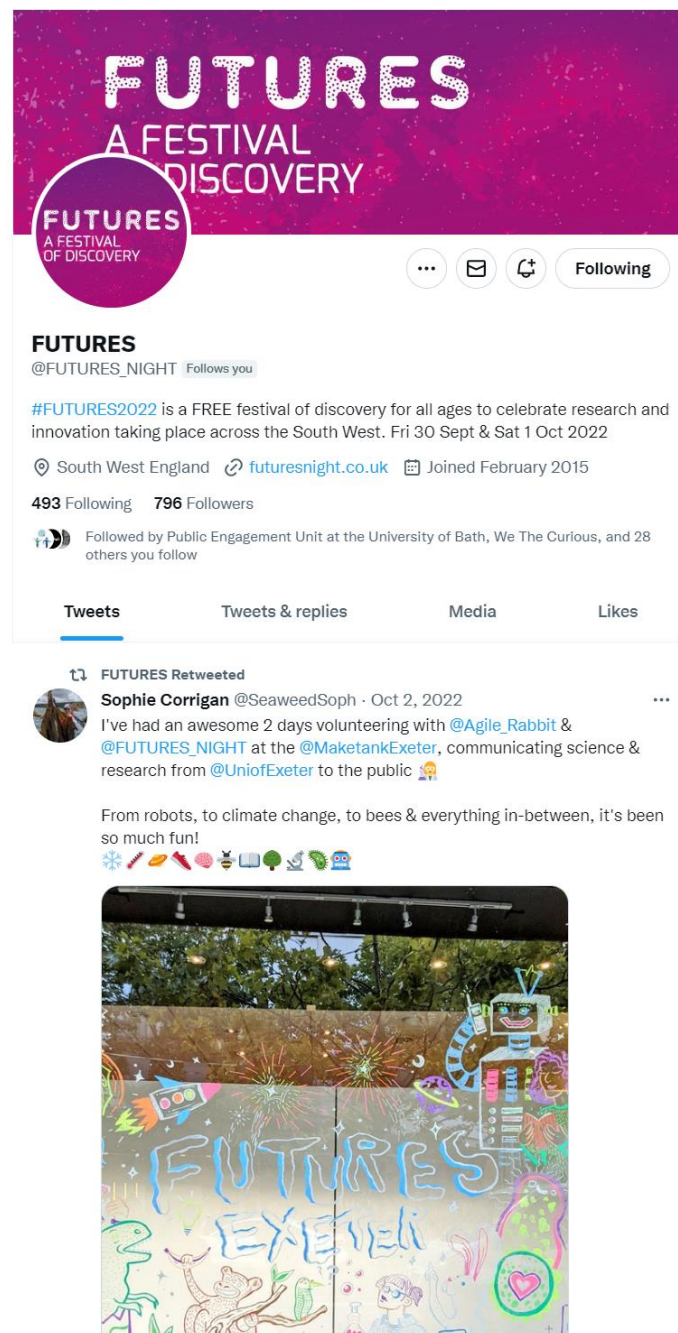 FUTURES
A FESTIVAL
DISCOVERY
FUTURES
A FESTIVAL
OF DISCOVERY
Following
FUTURES
@FUTURES_NIGHT Follows you
#FUTURES2022 is a FREE festival of discovery for all ages to celebrate research and
innovation taking place across the South West. Fri 30 Sept & Sat 1 Oct 2022
South West England futuresnight.co.uk Joined February 2015
493 Following 796 Followers
Followed by Public Engagement Unit at the University of Bath, We The Curious, and 28
others you follow
Tweets Tweets & replies Media Likes
FUTURES Retweeted
Sophie Corrigan @SeaweedSoph · Oct 2, 2022
I've had an awesome 2 days volunteering with @Agile_Rabbit &
@FUTURES_NIGHT at the @MaketankExeter, communicating science &
research from @UniofExeter to the public
From robots, to climate change, to bees & everything in-between, it's been
so much fun!
FUTURES
EXETER